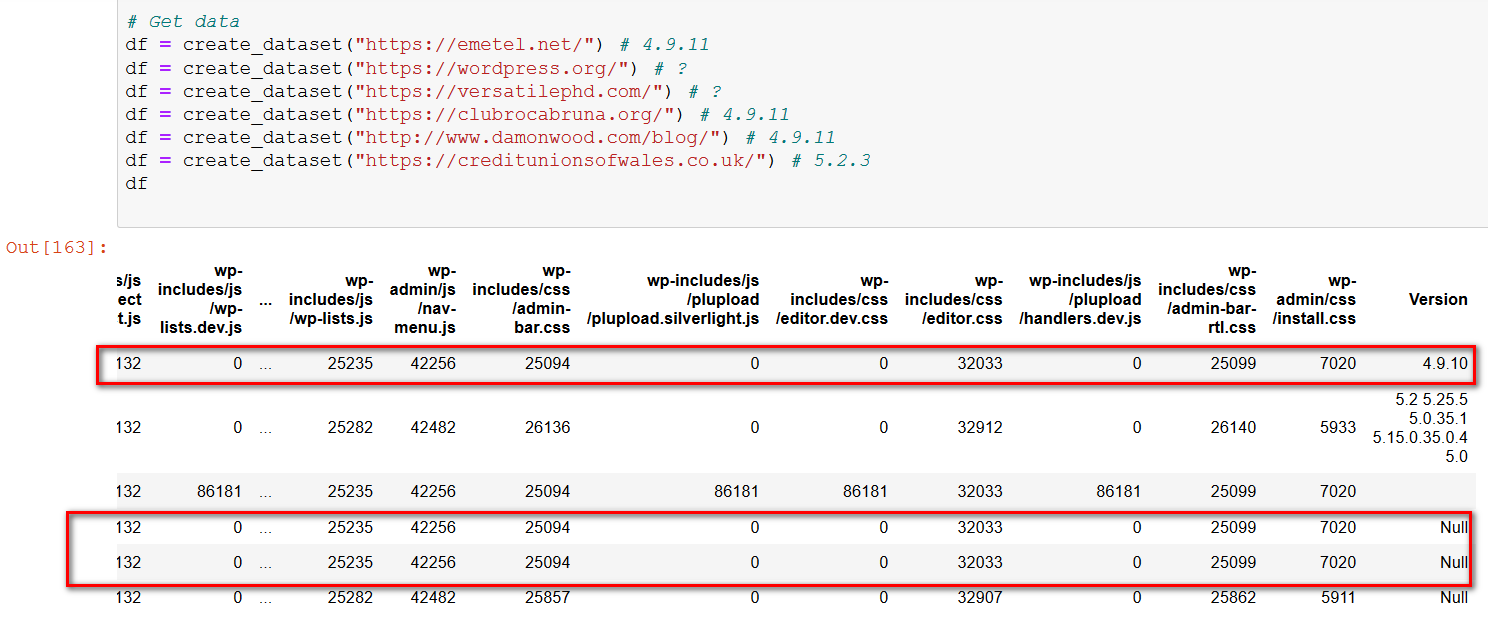 # Get data
df = create_dataset("https://emetel.net/") # 4.9.11
df = create_dataset("https://wordpress.org/") # ?
df = create_dataset("https://versatilephd.com/") # ?
df = create_dataset("https://clubrocabruna.org/") # 4.9.11
df = create_dataset("http://www.damonwood.com/blog/") # 4.9.11
df = create_dataset("https://creditunionsofwales.co.uk/") # 5.2.3
df
Out[163]:
s/js ect t.js
wp-includes/js/wp-lists.dev.js
...
wp-includes/js/wp-lists.js
wp-admin/js/nav-menu.js
wp-includes/css/admin-bar.css
wp-includes/js/plupload/plupload.silverlight.js
wp-includes/css/editor.dev.css
wp-includes/css/editor.css
wp-includes/js/plupload/handlers.dev.js
wp-includes/css/admin-bar-rtl.css
wp-admin/css/install.css
Version
132 0 ... 25235 42256 25094 0 0 32033 0 25099 7020 4.9.10
132 0 ... 25282 42482 26136 0 0 32912 0 26140 5933 5.2 5.25.5 5.0.35.1 5.15.0.35.0.4 5.0
132 86181 ... 25235 42256 25094 86181 86181 32033 86181 25099 7020
132 0 ... 25235 42256 25094 0 0 32033 0 25099 7020 Null
132 0 ... 25235 42256 25094 0 0 32033 0 25099 7020 Null
132 0 ... 25282 42482 25857 0 0 32907 0 25862 5911 Null